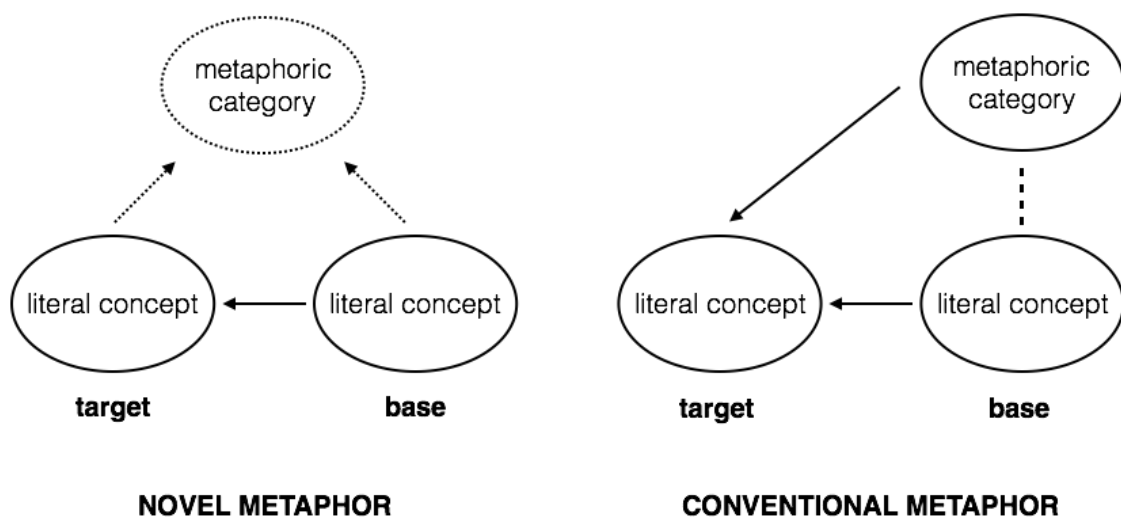 metaphoric
category
literal concept
literal concept
target
base
NOVEL METAPHOR
metaphoric
category
literal concept
literal concept
target
base
CONVENTIONAL METAPHOR